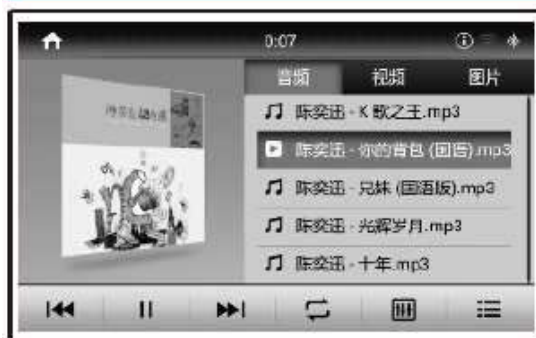 0:07
音频 视频 图片
陈奕迅 - K 歌之王.mp3
陈奕迅 - 你的背包 (国语).mp3
陈奕迅 - 兄妹 (国语版).mp3
陈奕迅 - 光辉岁月.mp3
陈奕迅 - 十年.mp3